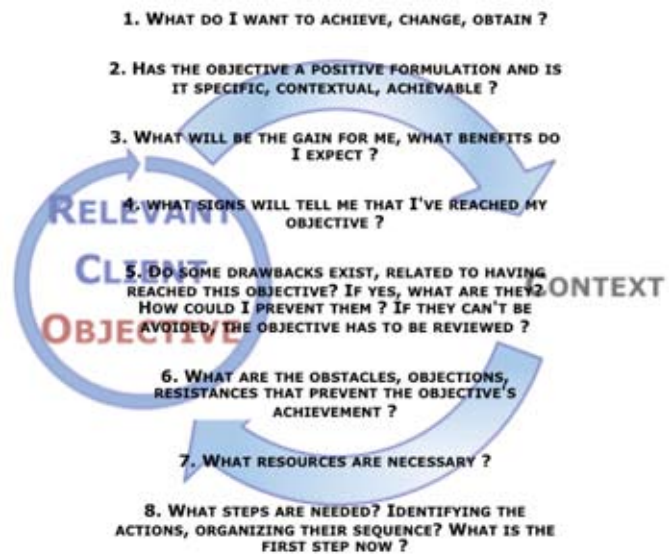 1. WHAT DO I WANT TO ACHIEVE, CHANGE, OBTAIN ?
2. HAS THE OBJECTIVE A POSITIVE FORMULATION AND IS
IT SPECIFIC, CONTEXTUAL, ACHIEVABLE ?
3. WHAT WILL BE THE GAIN FOR ME, WHAT BENEFITS DO
I EXPECT ?
4. WHAT SIGNS WILL TELL ME THAT I'VE REACHED MY
OBJECTIVE ?
5. DO SOME DRAWBACKS EXIST, RELATED TO HAVING
REACHED THIS OBJECTIVE? IF YES, WHAT ARE THEY?
HOW COULD I PREVENT THEM ? IF THEY CAN'T BE
AVOIDED, THE OBJECTIVE HAS TO BE REVIEWED ?
6. WHAT ARE THE OBSTACLES, OBJECTIONS,
RESISTANCES THAT PREVENT THE OBJECTIVE'S
ACHIEVEMENT ?
7. WHAT RESOURCES ARE NECESSARY ?
8. WHAT STEPS ARE NEEDED? IDENTIFYING THE
ACTIONS, ORGANIZING THEIR SEQUENCE? WHAT IS THE
FIRST STEP NOW ?
RELEVANT
CLIENT
OBJECTIVE
CONTEXT